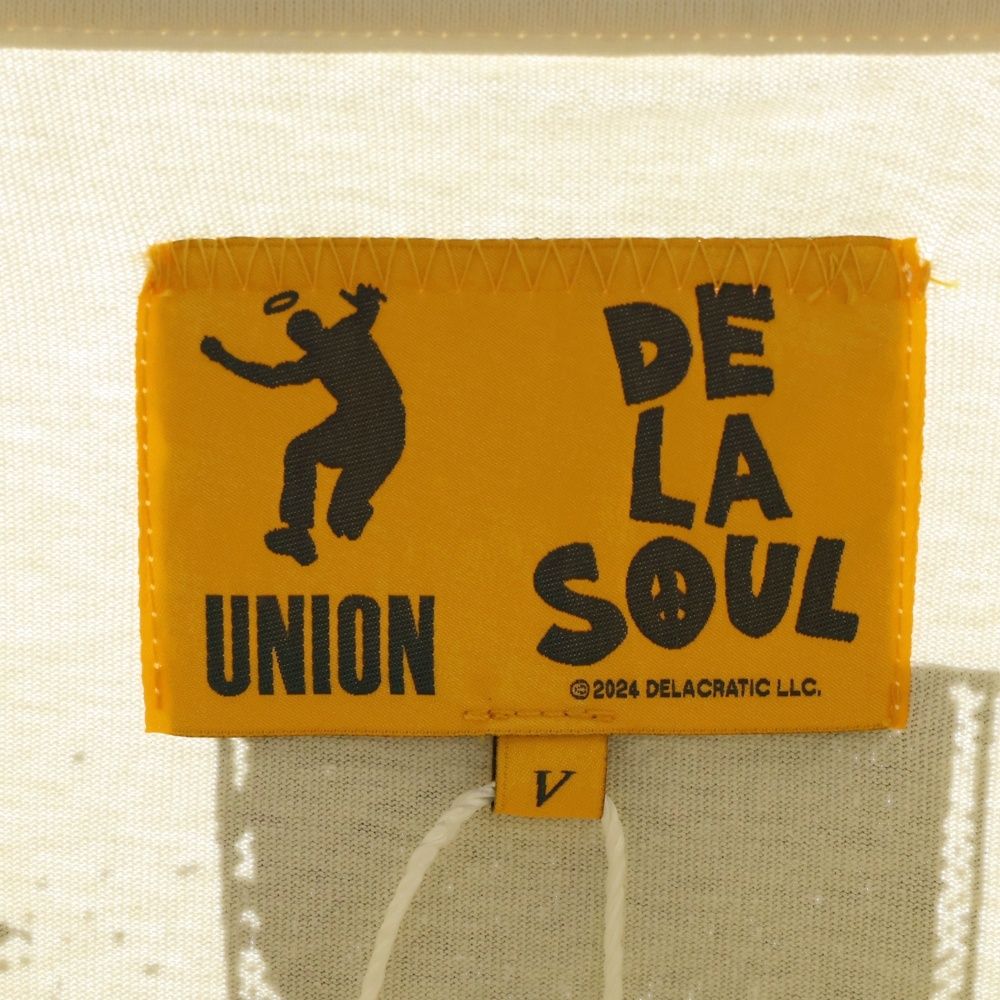 UNION
DE
LA
SOUL
©2024 DELACRATIC LLC.
V